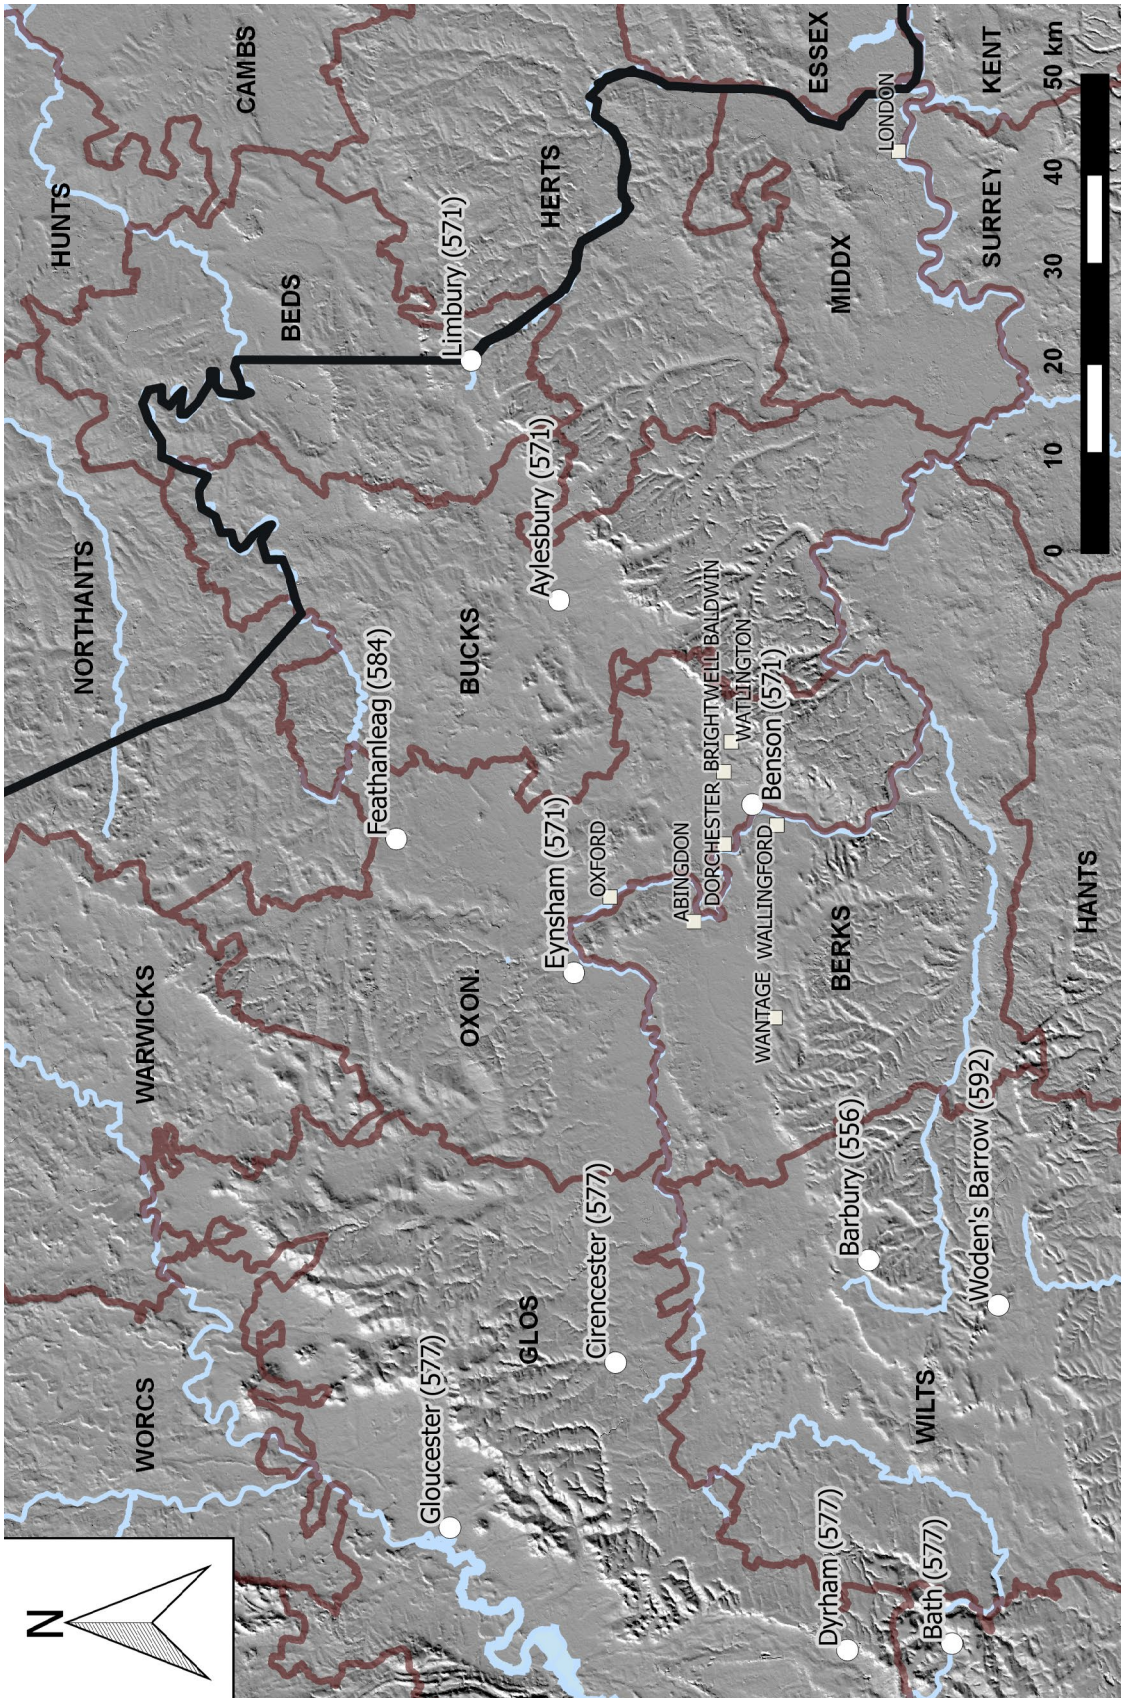 N
WORCS
WARWICKS
NORTHANTS
HUNTS
CAMBS
BEDS
Gloucester (577)
Feathanleag (584)
Limbury (571)
GLOS
OXON.
BUCKS
HERTS
Cirencester (577)
Eynsham (571)
OXFORD
Aylesbury (571)
ABINGDON
DORCHESTER
BRIGHTWELL BALDWIN
WATLINGTON
Benson (571)
WANTAGE
WALLINGFORD
BERKS
MIDDX
ESSEX
LONDON
Dyrham (577)
Bath (577)
WILTS
Barbury (556)
Woden's Barrow (592)
HANTS
SURREY
KENT
0
10
20
30
40
50 km